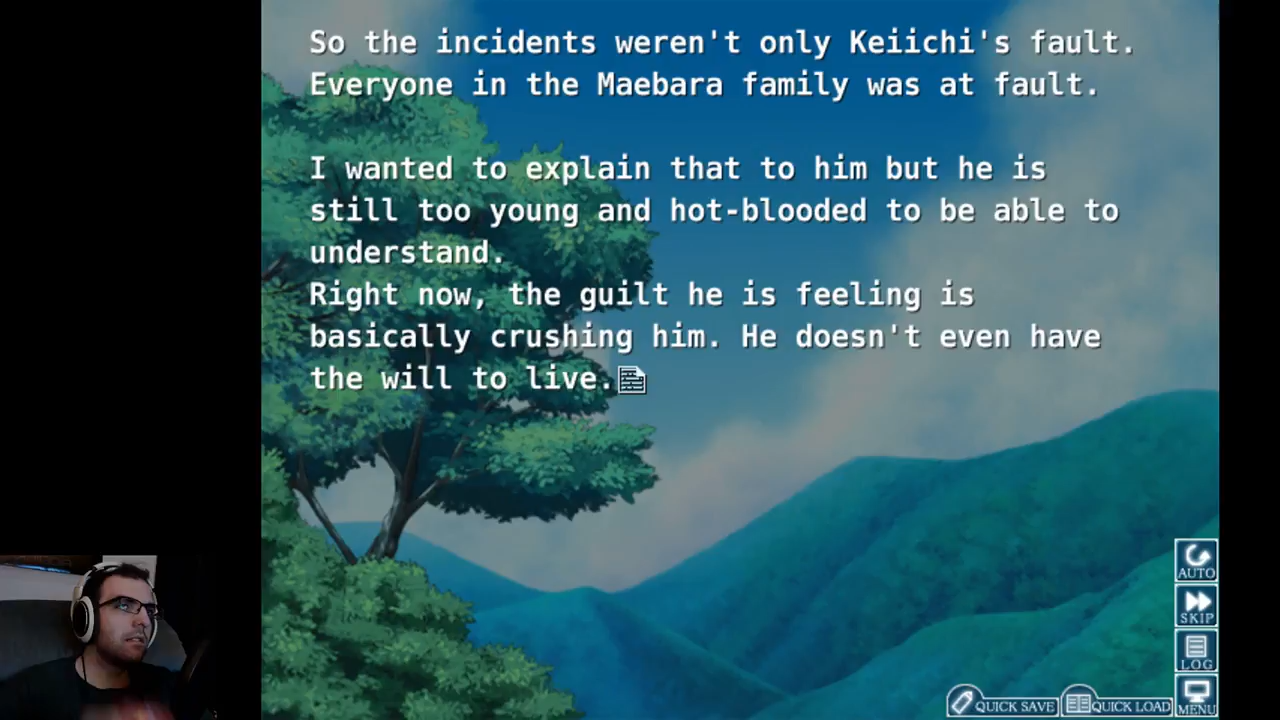 So the incidents weren't only Keiichi's fault.
Everyone in the Maebara family was at fault.
I wanted to explain that to him but he is
still too young and hot-blooded to be able to
understand.
Right now, the guilt he is feeling is
basically crushing him. He doesn't even have
the will to live.
AUTO
SKIP
LOG
MENU
QUICK SAVE
QUICK LOAD